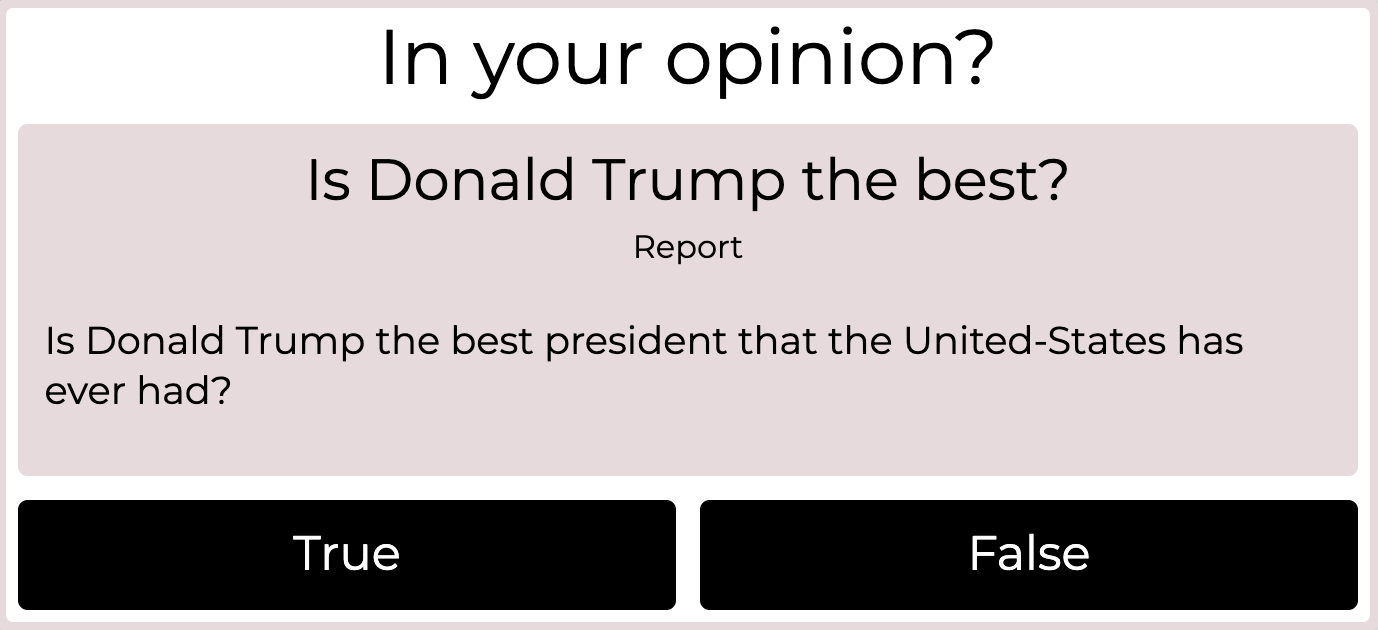 In your opinion?
Is Donald Trump the best?
Report
Is Donald Trump the best president that the United-States has
ever had?
True
False